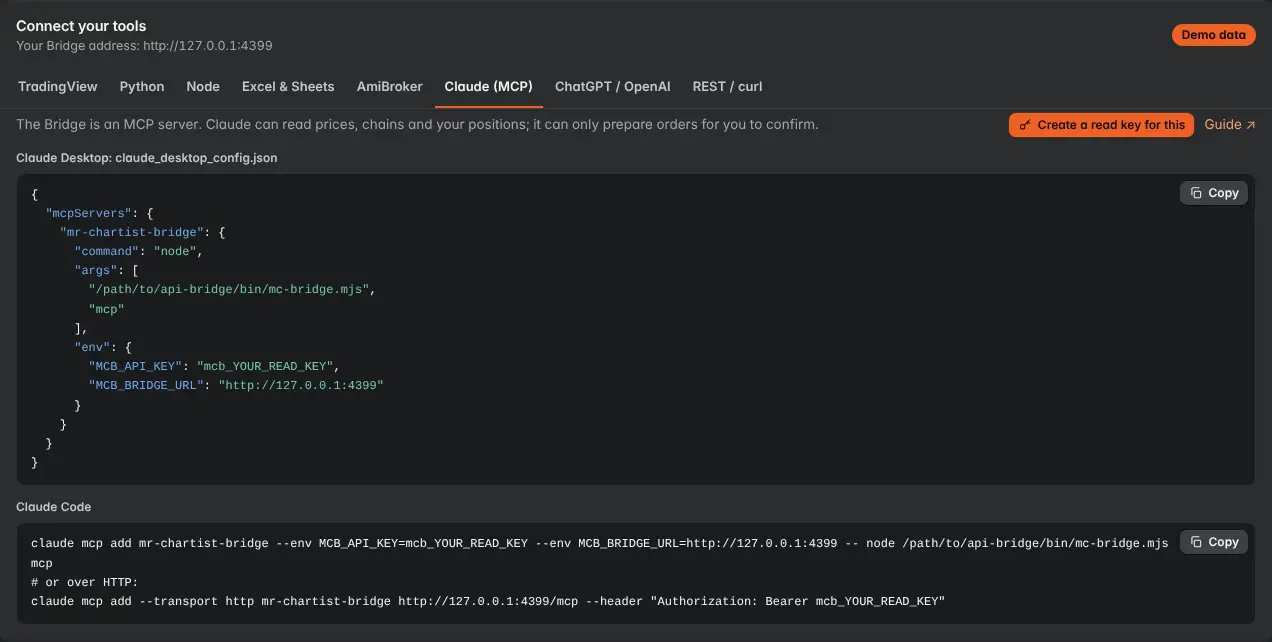 Connect your tools
Your Bridge address: http://127.0.0.1:4399
Demo data
TradingView Python Node Excel & Sheets AmiBroker Claude (MCP) ChatGPT / OpenAI REST / curl
The Bridge is an MCP server. Claude can read prices, chains and your positions; it can only prepare orders for you to confirm.
Create a read key for this
Guide ↗
Claude Desktop: claude_desktop_config.json
Copy
{
  "mcpServers": {
    "mr-chartist-bridge": {
      "command": "node",
      "args": [
        "/path/to/api-bridge/bin/mc-bridge.mjs",
        "mcp"
      ],
      "env": {
        "MCB_API_KEY": "mcb_YOUR_READ_KEY",
        "MCB_BRIDGE_URL": "http://127.0.0.1:4399"
      }
    }
  }
}
Claude Code
Copy
claude mcp add mr-chartist-bridge --env MCB_API_KEY=mcb_YOUR_READ_KEY --env MCB_BRIDGE_URL=http://127.0.0.1:4399 -- node /path/to/api-bridge/bin/mc-bridge.mjs
mcp
# or over HTTP:
claude mcp add --transport http mr-chartist-bridge http://127.0.0.1:4399/mcp --header "Authorization: Bearer mcb_YOUR_READ_KEY"